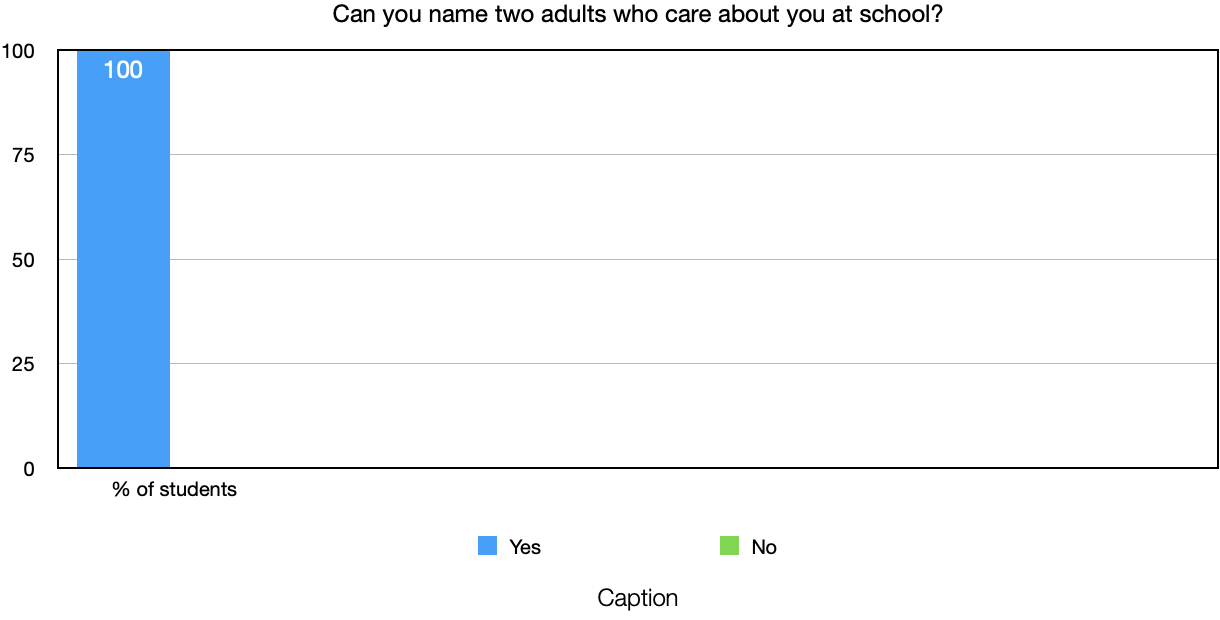 Can you name two adults who care about you at school?
100
100
75
50
25
0
% of students
Yes
No
Caption